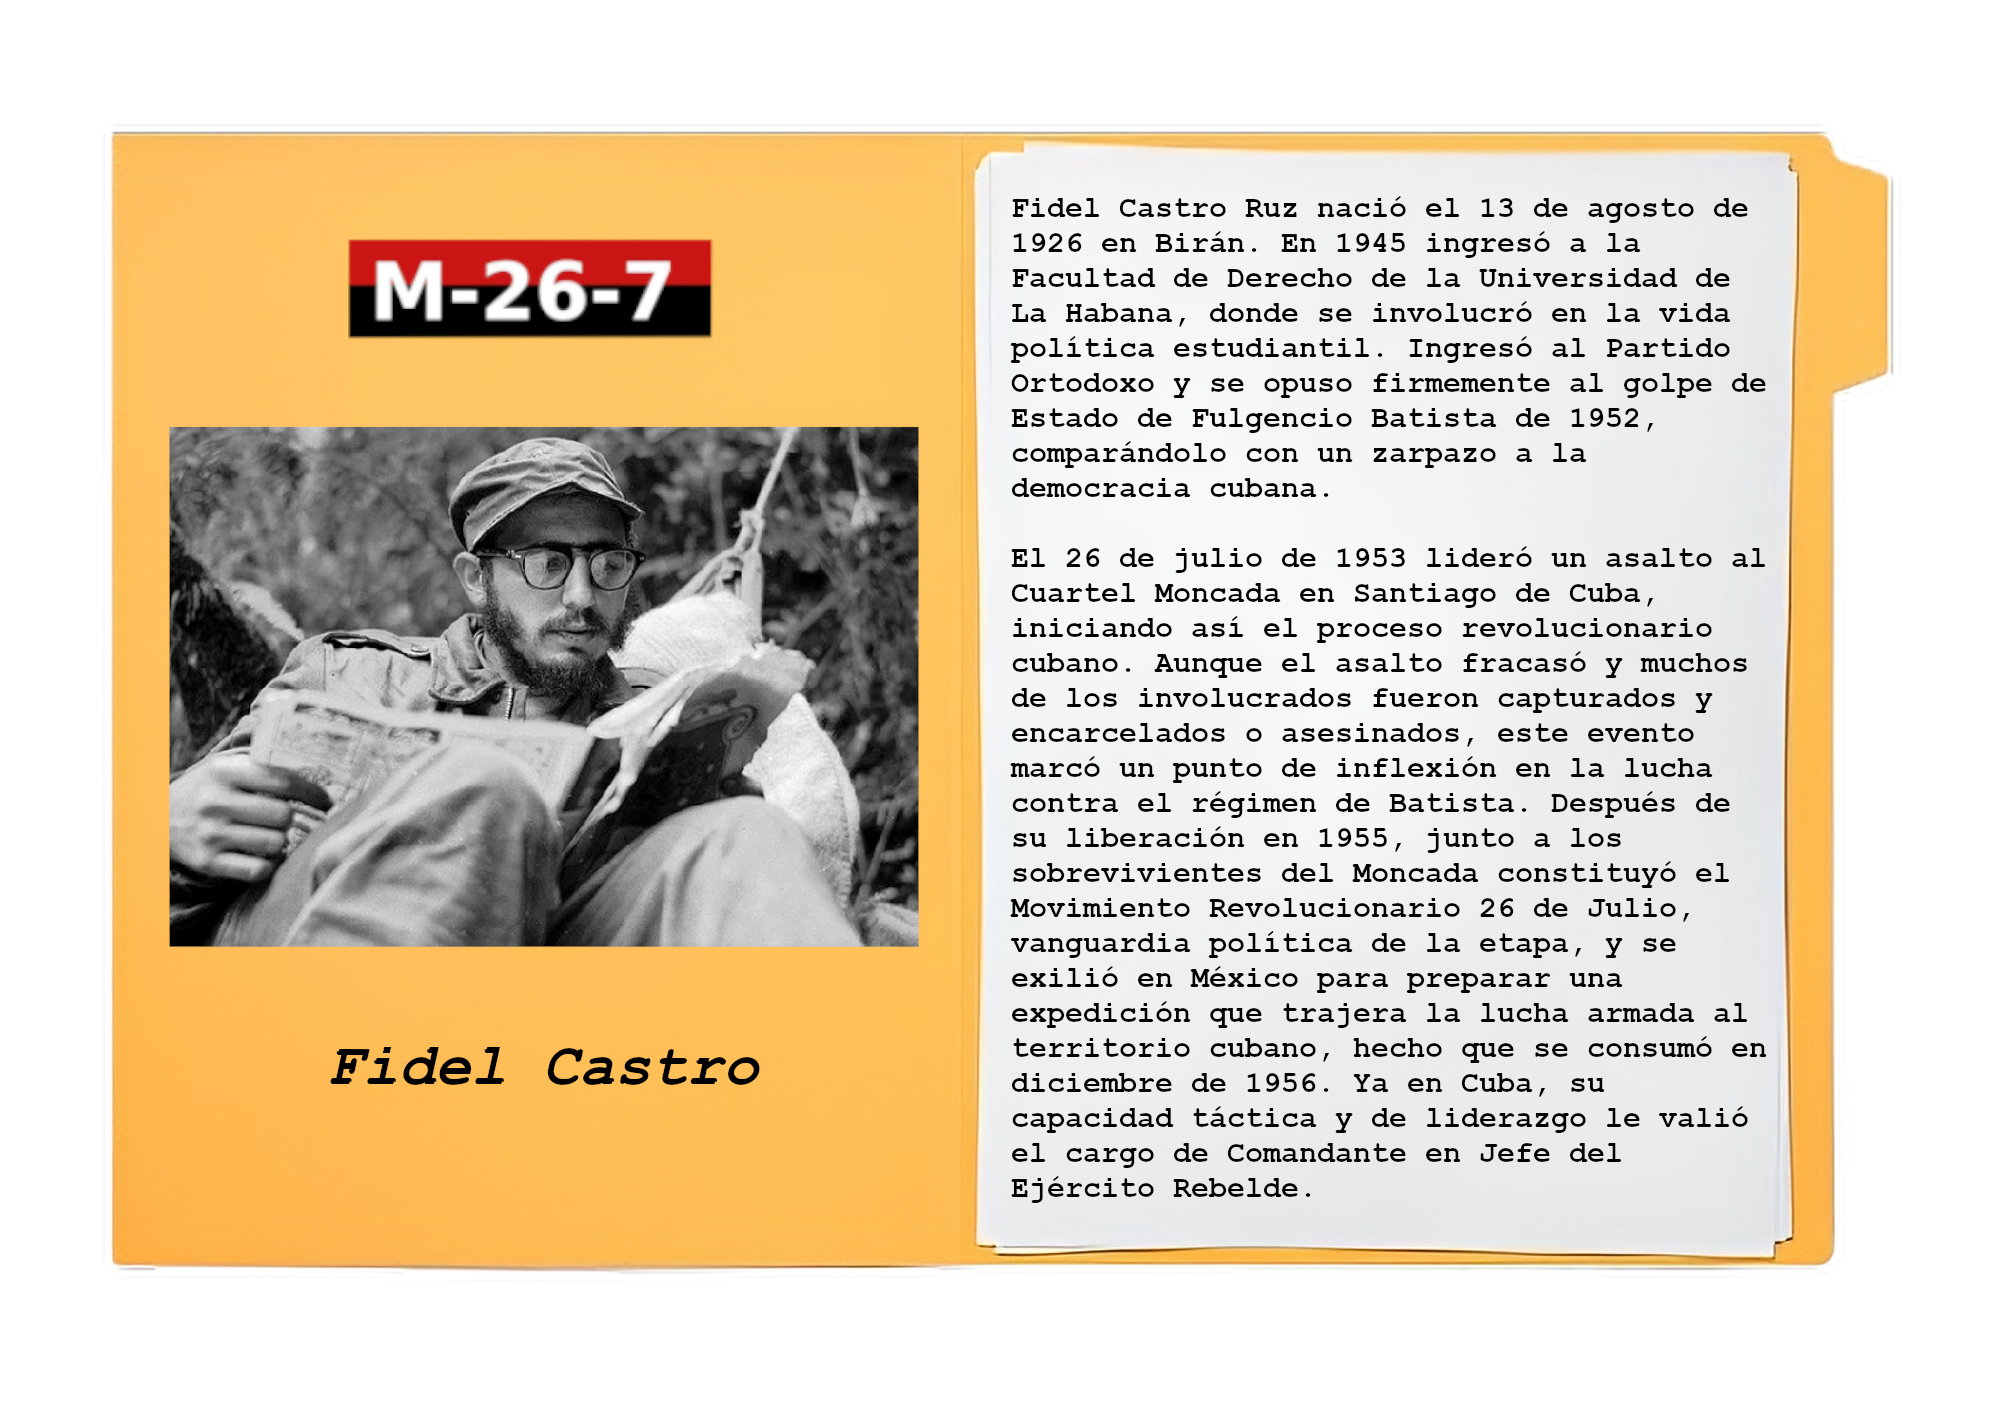 M-26-7
Fidel Castro
Fidel Castro Ruz nació el 13 de agosto de
1926 en Birán. En 1945 ingresó a la
Facultad de Derecho de la Universidad de
La Habana, donde se involucró en la vida
política estudiantil. Ingresó al Partido
Ortodoxo y se opuso firmemente al golpe de
Estado de Fulgencio Batista de 1952,
comparándolo con un zarpazo a la
democracia cubana.
El 26 de julio de 1953 lideró un asalto al
Cuartel Moncada en Santiago de Cuba,
iniciando así el proceso revolucionario
cubano. Aunque el asalto fracasó y muchos
de los involucrados fueron capturados y
encarcelados o asesinados, este evento
marcó un punto de inflexión en la lucha
contra el régimen de Batista. Después de
su liberación en 1955, junto a los
sobrevivientes del Moncada constituyó el
Movimiento Revolucionario 26 de Julio,
vanguardia política de la etapa, y se
exilió en México para preparar una
expedición que trajera la lucha armada al
territorio cubano, hecho que se consumó en
diciembre de 1956. Ya en Cuba, su
capacidad táctica y de liderazgo le valió
el cargo de Comandante en Jefe del
Ejército Rebelde.